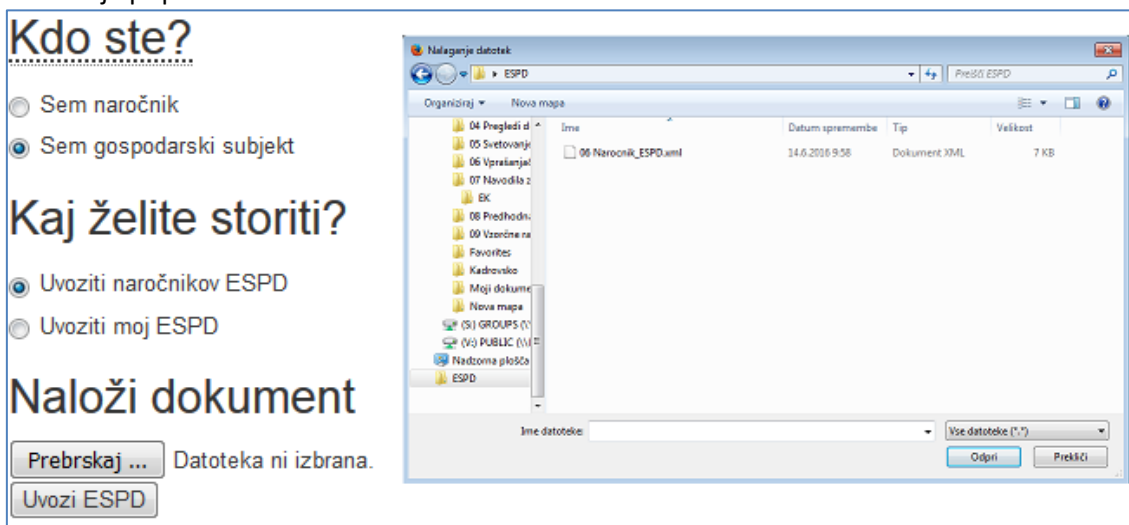 Kdo ste?
Sem naročnik
Sem gospodarski subjekt
Kaj želite storiti?
Uvoziti naročnikov ESPD
Uvoziti moj ESPD
Naloži dokument
Prebrskaj ... Datoteka ni izbrana.
Uvozi ESPD
Nalaganje datotek
ESPD
Prešči ESPD
Organiziraj Nova mapa
Ime Datum spremembe Tip Velikost
06 Narocnik_ESPD.xml 14.6.2016 9:58 Dokument XML 7 KB
04 Pregledi d
05 Svetovanje
06 Vprašanja
07 Navodila z
EK
08 Predhodn
09 Vzorčne ra
Favorites
Kadrovsko
Moji dokume
Nova mapa
(S:) GROUPS (\\
(V:) PUBLIC (\\
Nadzorna plošča
ESPD
Ime datoteke:
Vse datoteke (*.*)
Odpri Prekliči